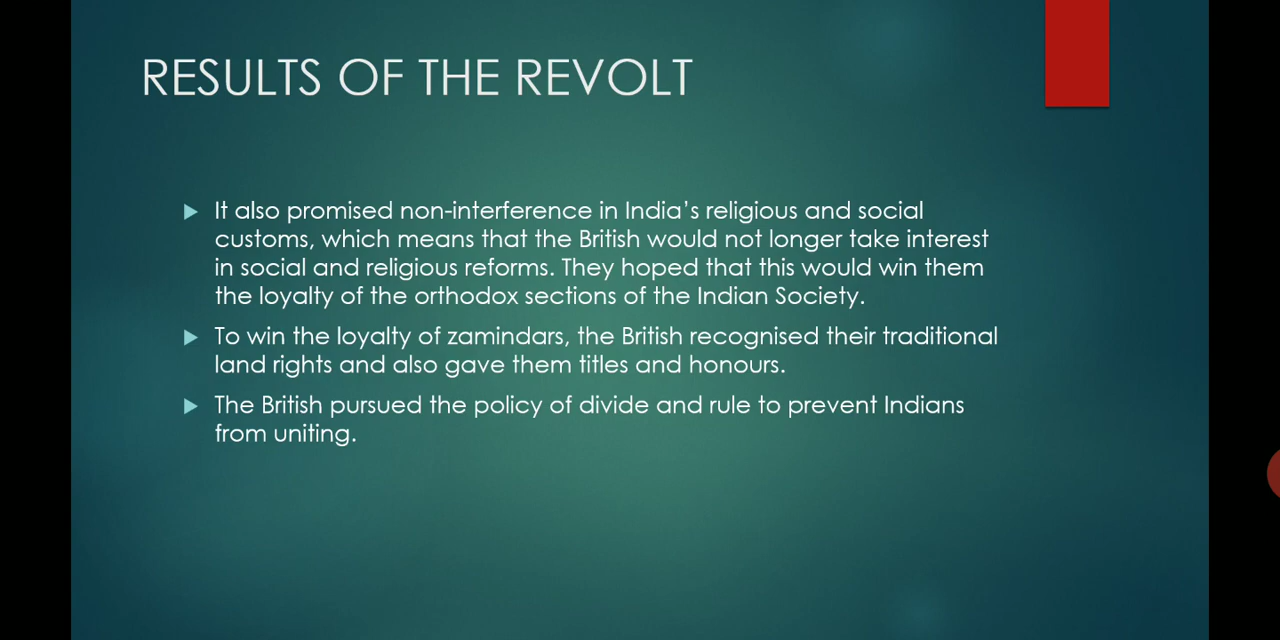 RESULTS OF THE REVOLT
It also promised non-interference in India's religious and social
customs, which means that the British would not longer take interest
in social and religious reforms. They hoped that this would win them
the loyalty of the orthodox sections of the Indian Society.
To win the loyalty of zamindars, the British recognised their traditional
land rights and also gave them titles and honours.
The British pursued the policy of divide and rule to prevent Indians
from uniting.